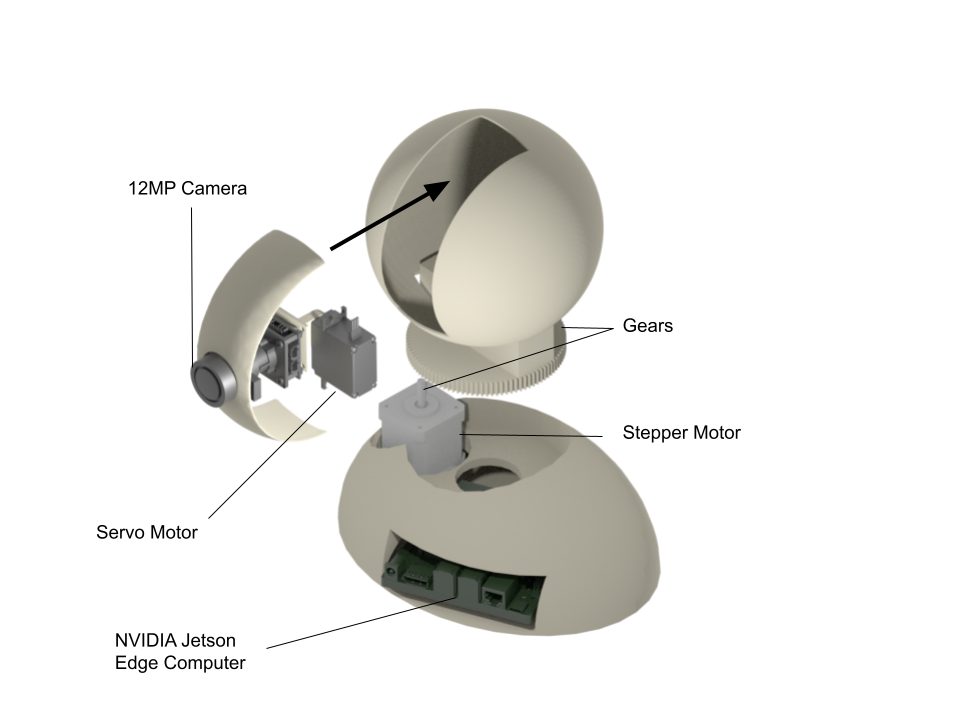 12MP Camera
Gears
Stepper Motor
Servo Motor
NVIDIA Jetson
Edge Computer